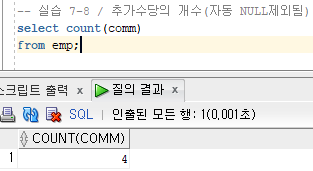 -- 실습 7-8 / 추가수당의 개수(자동 NULL제외됨)
select count(comm)
from emp;
스크립트 출력 x 질의 결과 x
SQL | 인출된 모든 행: 1(0,001초)
COUNT(COMM)
1 4